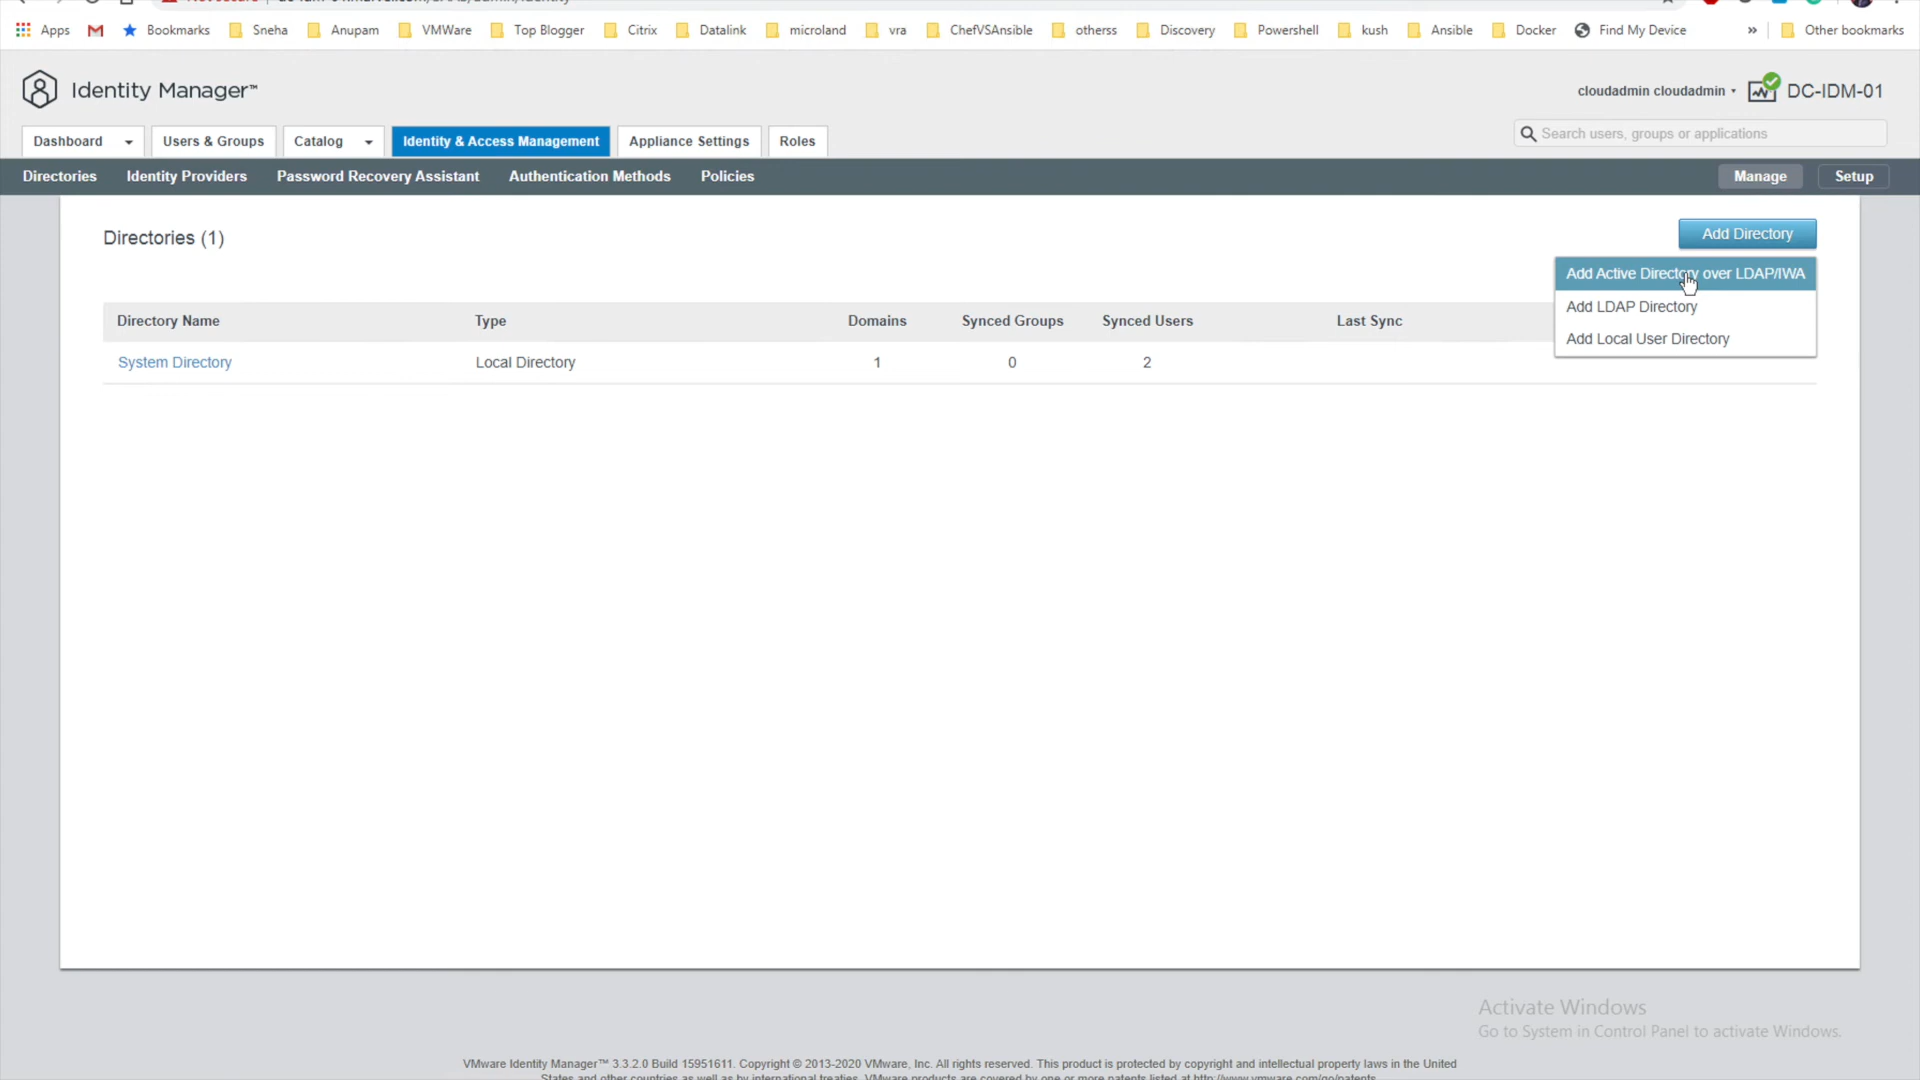 Apps
Bookmarks
Sneha
Anupam
VMWare
Top Blogger
Citrix
Datalink
microland
vra
ChefVSAnsible
otherss
Discovery
Powershell
kush
Ansible
Docker
Find My Device
»
Other bookmarks
Identity Manager™
cloudadmin cloudadmin
DC-IDM-01
Dashboard
Users & Groups
Catalog
Identity & Access Management
Appliance Settings
Roles
Search users, groups or applications
Directories
Identity Providers
Password Recovery Assistant
Authentication Methods
Policies
Manage
Setup
Directories (1)
Add Directory
Add Active Directory over LDAP/IWA
Add LDAP Directory
Add Local User Directory
Directory Name
Type
Domains
Synced Groups
Synced Users
Last Sync
System Directory
Local Directory
1
0
2
Activate Windows
Go to System in Control Panel to activate Windows.
VMware Identity Manager™ 3.3.2.0 Build 15951611. Copyright © 2013-2020 VMware, Inc. All rights reserved. This product is protected by copyright and intellectual property laws in the United
States and other countries as well as by international treaties. VMware products are covered by one or more patents listed at http://www.vmware.com/go/patents.